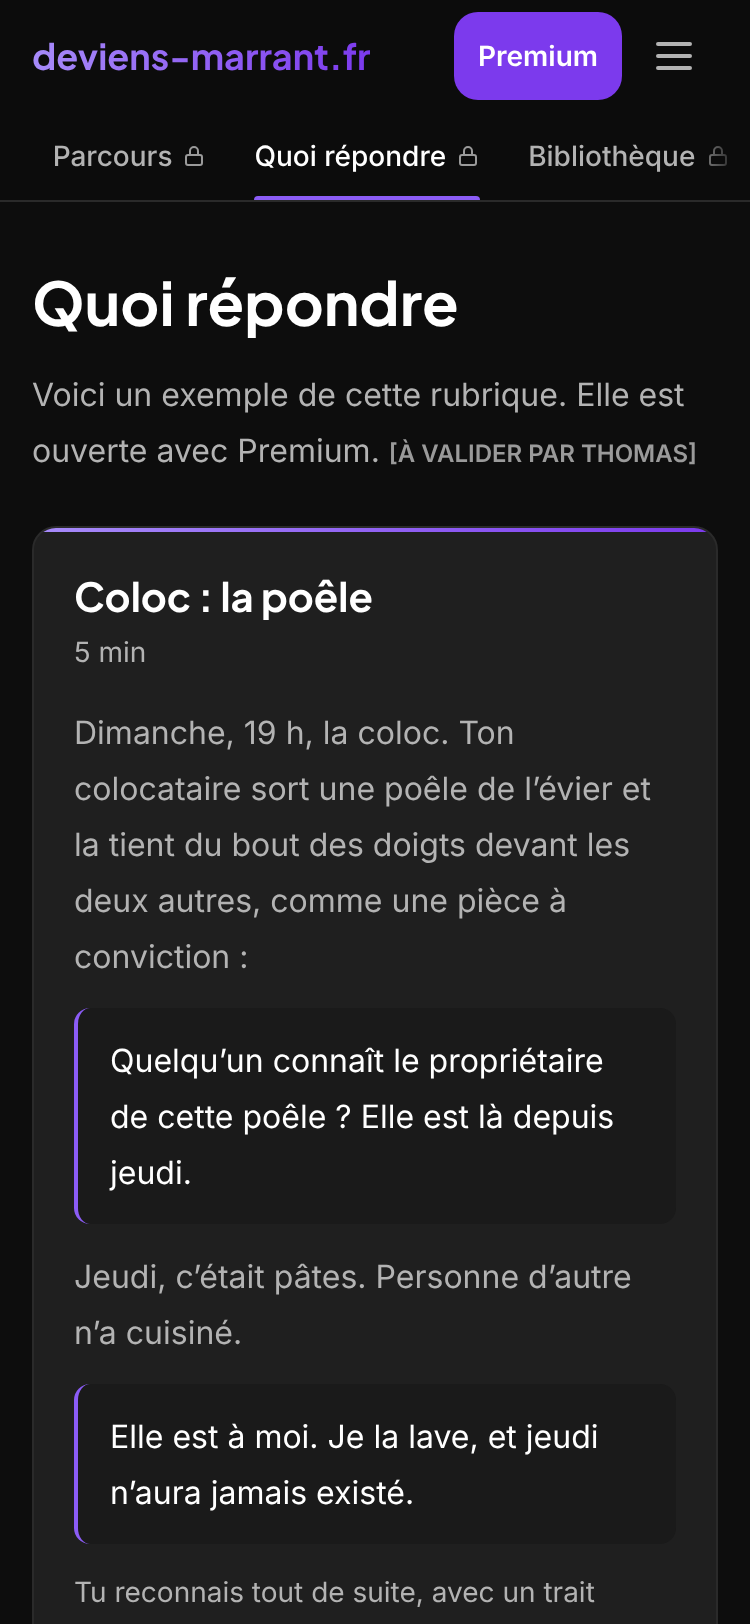 deviens-marrant.fr
Premium
Parcours
Quoi répondre
Bibliothèque
Quoi répondre
Voici un exemple de cette rubrique. Elle est
ouverte avec Premium. [À VALIDER PAR THOMAS]
Coloc : la poêle
5 min
Dimanche, 19 h, la coloc. Ton
colocataire sort une poêle de l’évier et
la tient du bout des doigts devant les
deux autres, comme une pièce à
conviction :
Quelqu’un connaît le propriétaire
de cette poêle ? Elle est là depuis
jeudi.
Jeudi, c’était pâtes. Personne d’autre
n’a cuisiné.
Elle est à moi. Je la lave, et jeudi
n’aura jamais existé.
Tu reconnais tout de suite, avec un trait